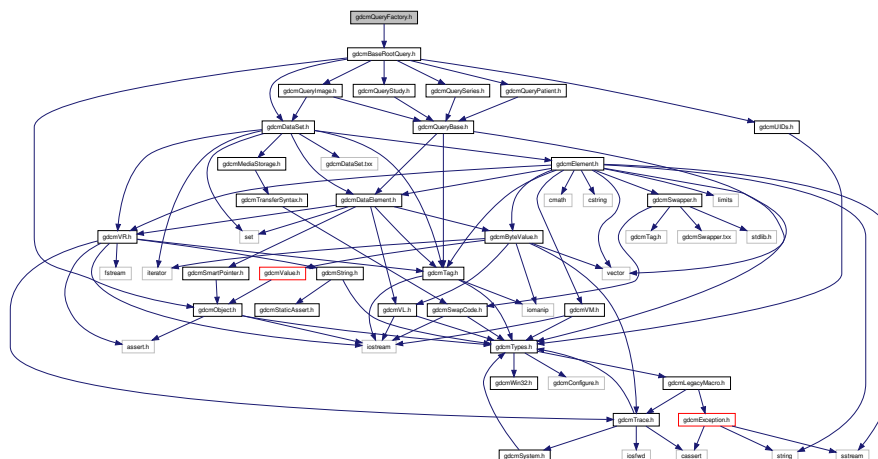 gdcmQueryFactory.h
gdcmBaseRootQuery.h
gdcmQueryImage.h
gdcmQueryStudy.h
gdcmQuerySeries.h
gdcmQueryPatient.h
gdcmDataSet.h
gdcmQueryBase.h
gdcmUIDs.h
gdcmMediaStorage.h
gdcmDataSet.txx
gdcmElement.h
gdcmTransferSyntax.h
gdcmDataElement.h
cmath
cstring
gdcmSwapper.h
limits
gdcmVR.h
set
gdcmByteValue.h
gdcmTag.h
gdcmSwapper.txx
stdlib.h
fstream
iterator
gdcmSmartPointer.h
gdcmValue.h
gdcmString.h
gdcmTag.h
vector
gdcmObject.h
gdcmStaticAssert.h
gdcmVL.h
gdcmSwapCode.h
iomanip
gdcmVM.h
assert.h
iostream
gdcmTypes.h
gdcmWin32.h
gdcmConfigure.h
gdcmLegacyMacro.h
gdcmTrace.h
gdcmException.h
gdcmSystem.h
iosfwd
cassert
string
sstream